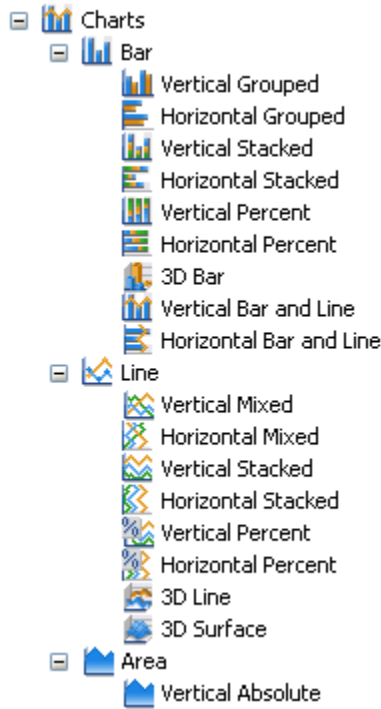 Charts
Bar
Vertical Grouped
Horizontal Grouped
Vertical Stacked
Horizontal Stacked
Vertical Percent
Horizontal Percent
3D Bar
Vertical Bar and Line
Horizontal Bar and Line
Line
Vertical Mixed
Horizontal Mixed
Vertical Stacked
Horizontal Stacked
Vertical Percent
Horizontal Percent
3D Line
3D Surface
Area
Vertical Absolute